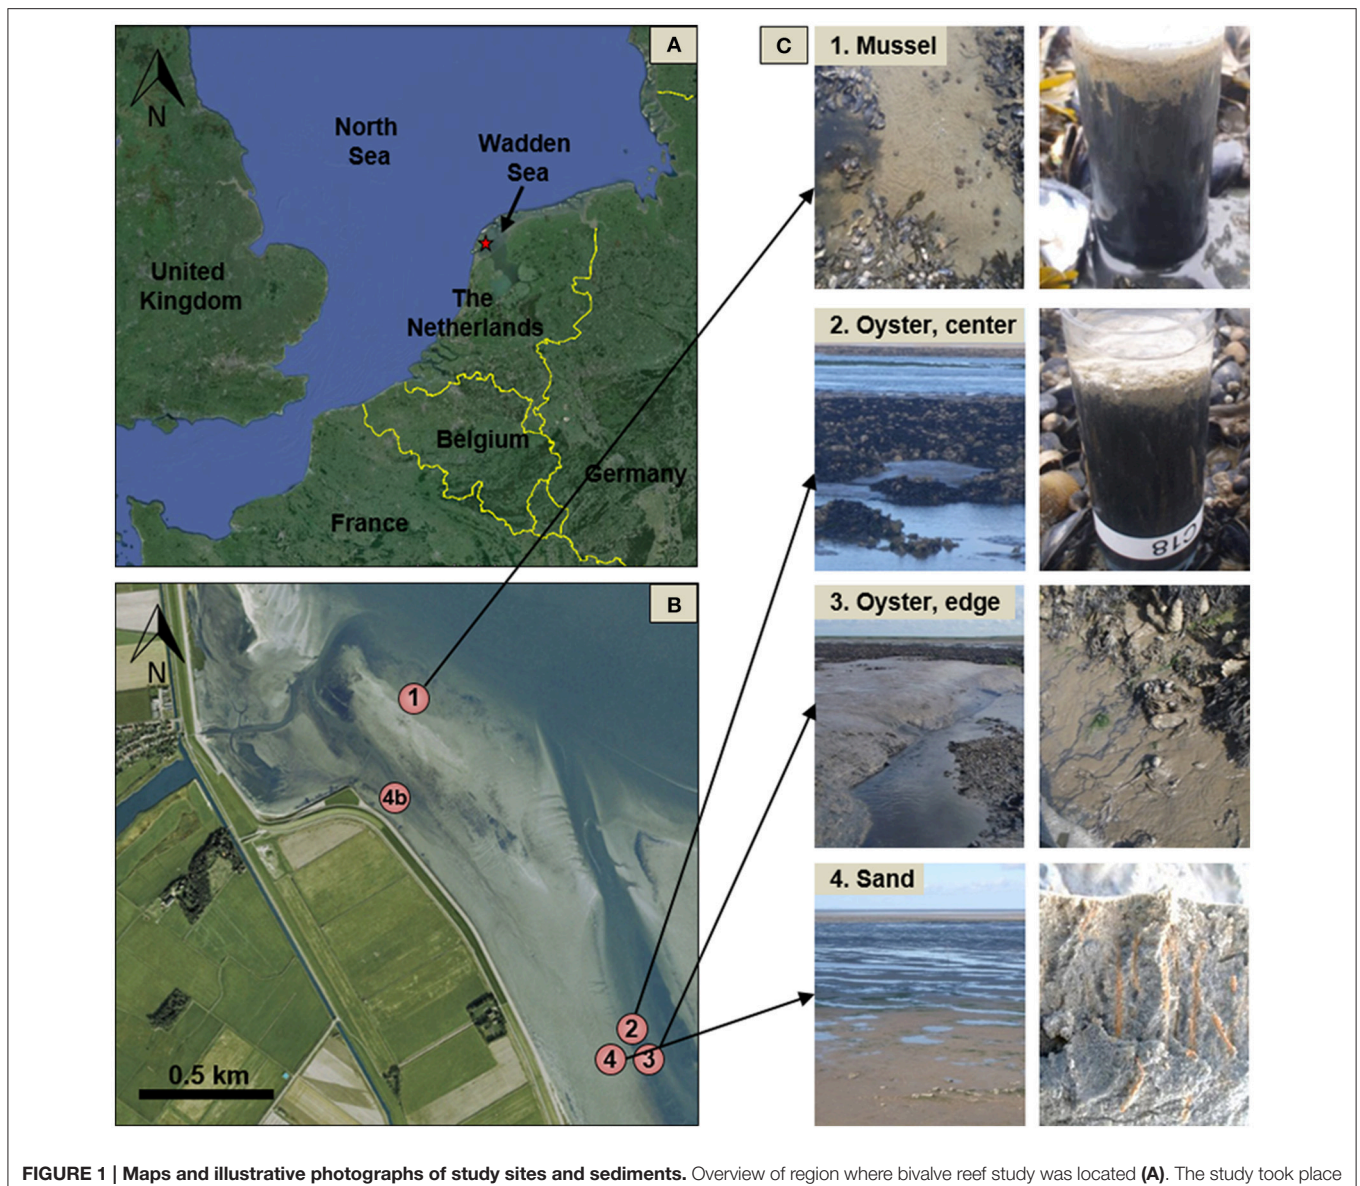 A
N
North
Sea
Wadden
Sea
United
Kingdom
The
Netherlands
Belgium
Germany
France
B
N
1
4b
2
4
3
0.5 km
C
1. Mussel
2. Oyster, center
C18
3. Oyster, edge
4. Sand
FIGURE 1 | Maps and illustrative photographs of study sites and sediments. Overview of region where bivalve reef study was located (A). The study took place